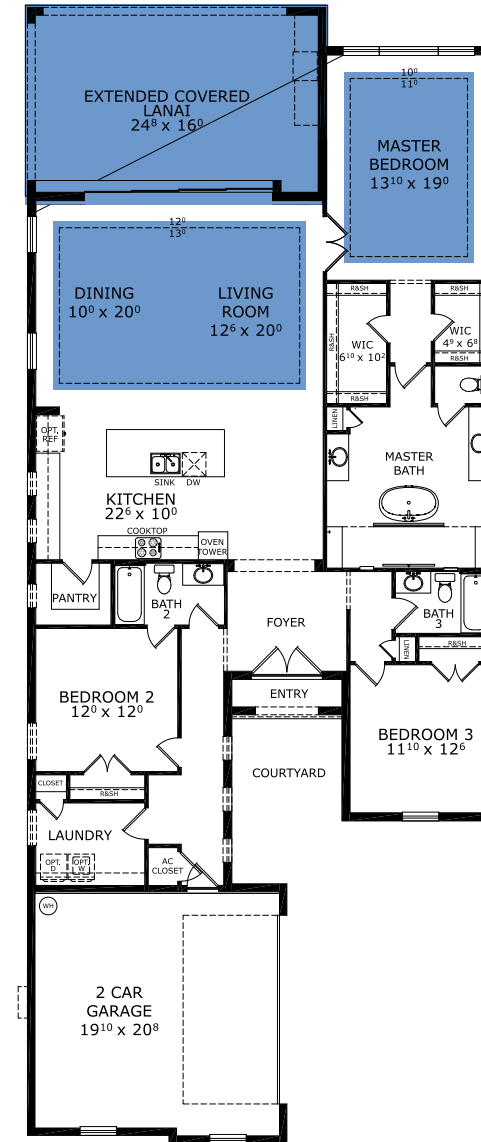 EXTENDED COVERED
LANAI
24⁸ x 16⁰
10⁰
11⁰
MASTER
BEDROOM
13¹⁰ x 19⁰
12⁰
13⁰
DINING
10⁰ x 20⁰
LIVING
ROOM
12⁶ x 20⁰
R&SH
R&SH
R&SH
WIC
6¹⁰ x 10²
R&SH
WIC
4⁹ x 6⁸
R&SH
OPT.
REF
LINEN
MASTER
BATH
SINK
DW
KITCHEN
22⁶ x 10⁰
COOKTOP
OVEN
TOWER
PANTRY
BATH
2
FOYER
BATH
3
LINEN
R&SH
BEDROOM 2
12⁰ x 12⁰
ENTRY
BEDROOM 3
11¹⁰ x 12⁶
COURTYARD
CLOSET
R&SH
LAUNDRY
OPT.
D
OPT.
W
AC
CLOSET
WH
2 CAR
GARAGE
19¹⁰ x 20⁸